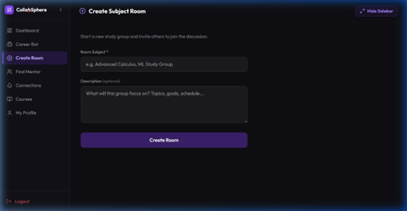 CollabSphere
Create Subject Room
Hide Sidebar
Dashboard
Career Bot
Create Room
Find Mentor
Connections
Courses
My Profile
Logout
Start a new study group and invite others to join the discussion.
Room Subject *
e.g. Advanced Calculus, ML Study Group
Description (optional)
What will this group focus on? Topics, goals, schedule...
Create Room